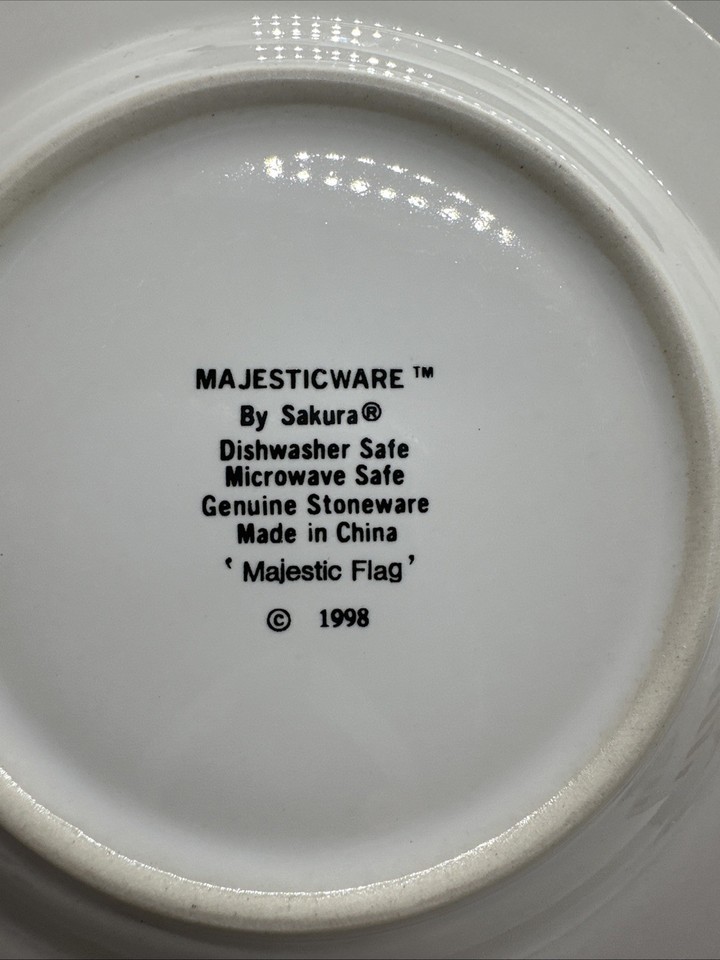 MAJESTICWARE ™
By Sakura®
Dishwasher Safe
Microwave Safe
Genuine Stoneware
Made in China
‘ Majestic Flag ’
© 1998